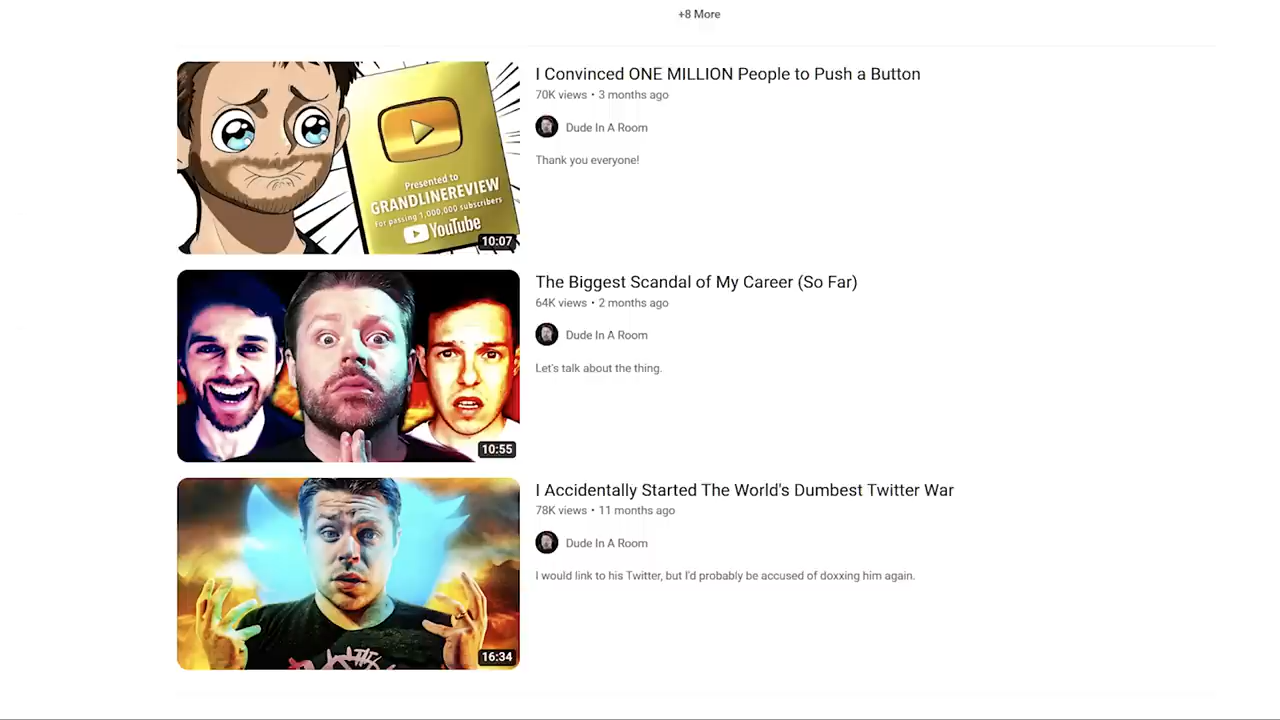 +8 More
Presented to
GRANDLINEREVIEW
For passing 1,000,000 subscribers
YouTube
10:07
I Convinced ONE MILLION People to Push a Button
70K views • 3 months ago
Dude In A Room
Thank you everyone!
10:55
The Biggest Scandal of My Career (So Far)
64K views • 2 months ago
Dude In A Room
Let's talk about the thing.
THE
16:34
I Accidentally Started The World's Dumbest Twitter War
78K views • 11 months ago
Dude In A Room
I would link to his Twitter, but I'd probably be accused of doxxing him again.